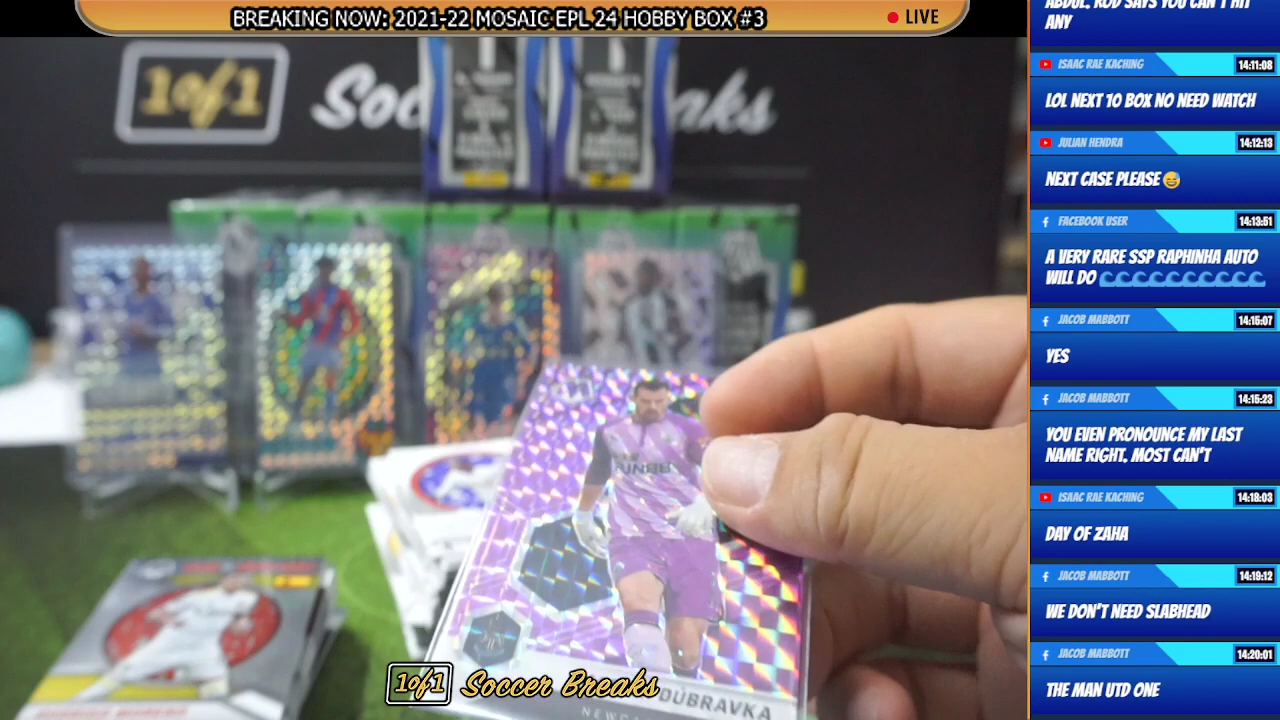 BREAKING NOW: 2021-22 MOSAIC EPL 24 HOBBY BOX #3
LIVE
1of1
Soc
aks
FUN88
DÚBRAVKA
1of1 Soccer Breaks
ABDUL, ROD SAYS YOU CAN'T HIT
ANY
ISAAC RAE KACHING
14:11:08
LOL NEXT 10 BOX NO NEED WATCH
JULIAN HENDRA
14:12:13
NEXT CASE PLEASE😅
FACEBOOK USER
14:13:51
A VERY RARE SSP RAPHINHA AUTO
WILL DO 🌊🌊🌊🌊🌊🌊🌊🌊🌊🌊
JACOB MABBOTT
14:15:07
YES
JACOB MABBOTT
14:15:23
YOU EVEN PRONOUNCE MY LAST
NAME RIGHT, MOST CAN'T
ISAAC RAE KACHING
14:18:03
DAY OF ZAHA
JACOB MABBOTT
14:19:12
WE DON'T NEED SLABHEAD
JACOB MABBOTT
14:20:01
THE MAN UTD ONE